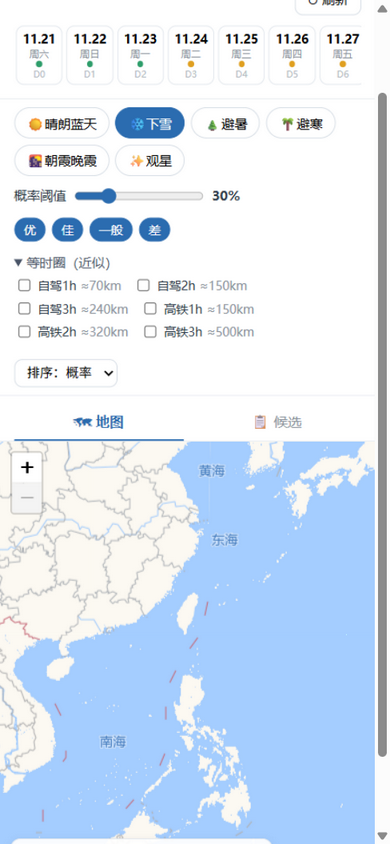 刷新
11.21 11.22 11.23 11.24 11.25 11.26 11.27
周六 周日 周一 周二 周三 周四 周五
D0 D1 D2 D3 D4 D5 D6
晴朗蓝天 下雪 避暑 避寒
朝霞晚霞 观星
概率阈值 30%
优 佳 一般 差
▼ 等时圈（近似）
自驾1h ≈70km 自驾2h ≈150km
自驾3h ≈240km 高铁1h ≈150km
高铁2h ≈320km 高铁3h ≈500km
排序：概率
地图 候选
+
−
黄海
东海
南海